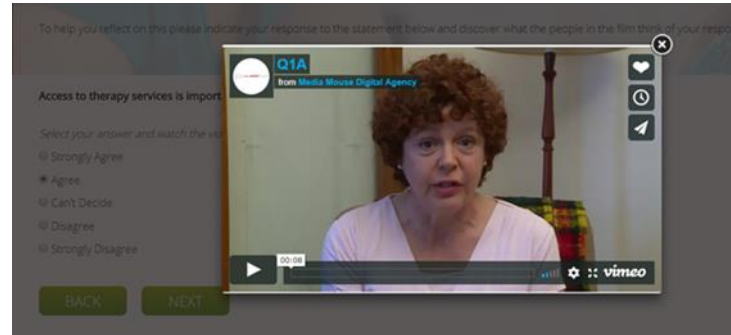 To help you reflect on this please indicate your response to the statement below and discover what the people in the film think of your respo
Q1A
from Media Mouse Digital Agency
Access to therapy services is import
Select your answer and watch the vi
Strongly Agree
Agree
Can't Decide
Disagree
Strongly Disagree
00:08
vimeo
BACK
NEXT